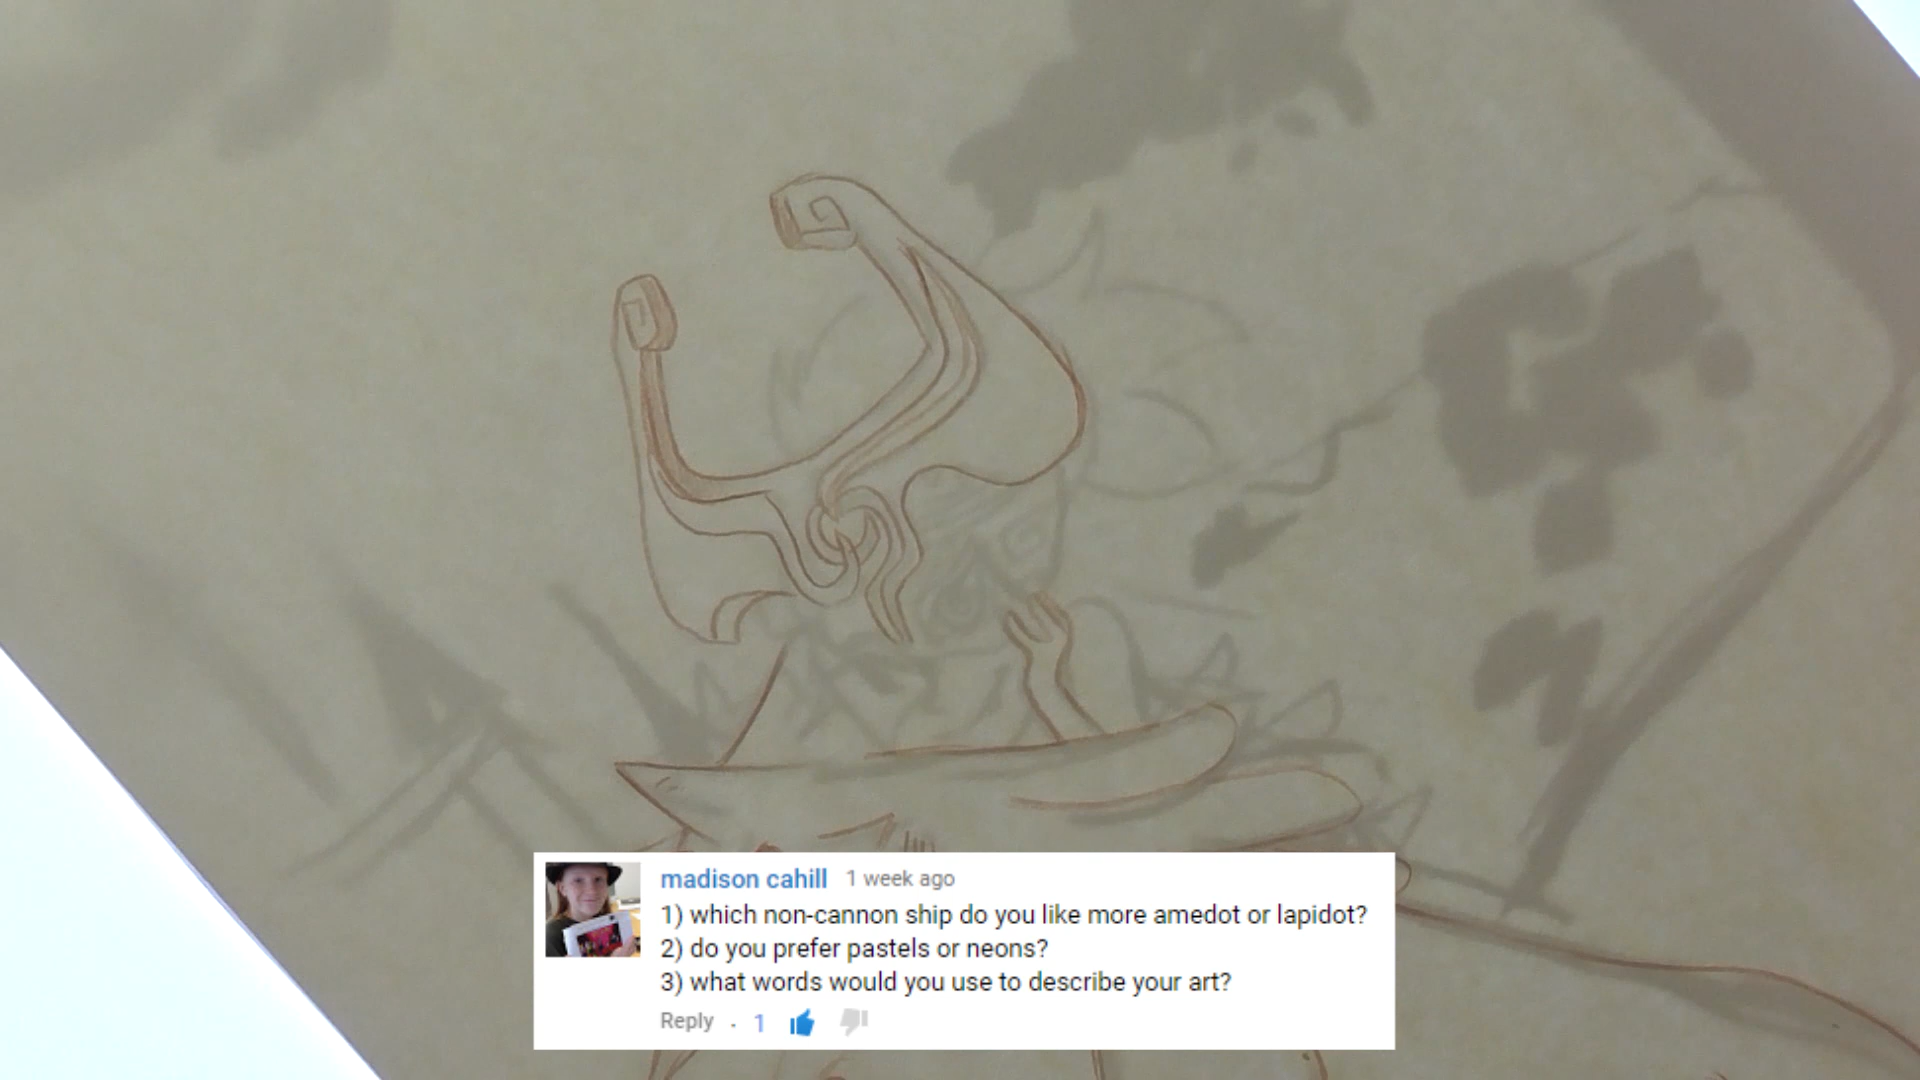 madison cahill 1 week ago
1) which non-cannon ship do you like more amedot or lapidot?
2) do you prefer pastels or neons?
3) what words would you use to describe your art?
Reply . 1